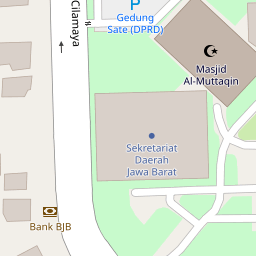 P
Gedung
Sate (DPRD)
Cilamaya
Masjid
Al-Muttaqin
Sekretariat
Daerah
Jawa Barat
Bank BJB